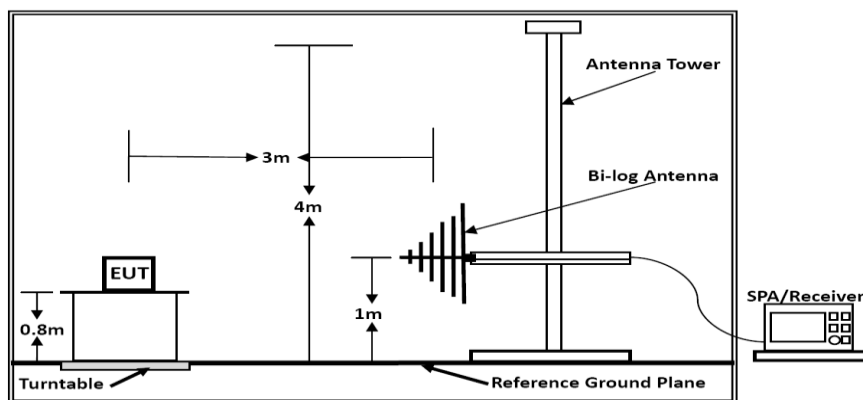 Antenna Tower
3m
Bi-log Antenna
4m
EUT
SPA/Receiver
0.8m
1m
Turntable
Reference Ground Plane